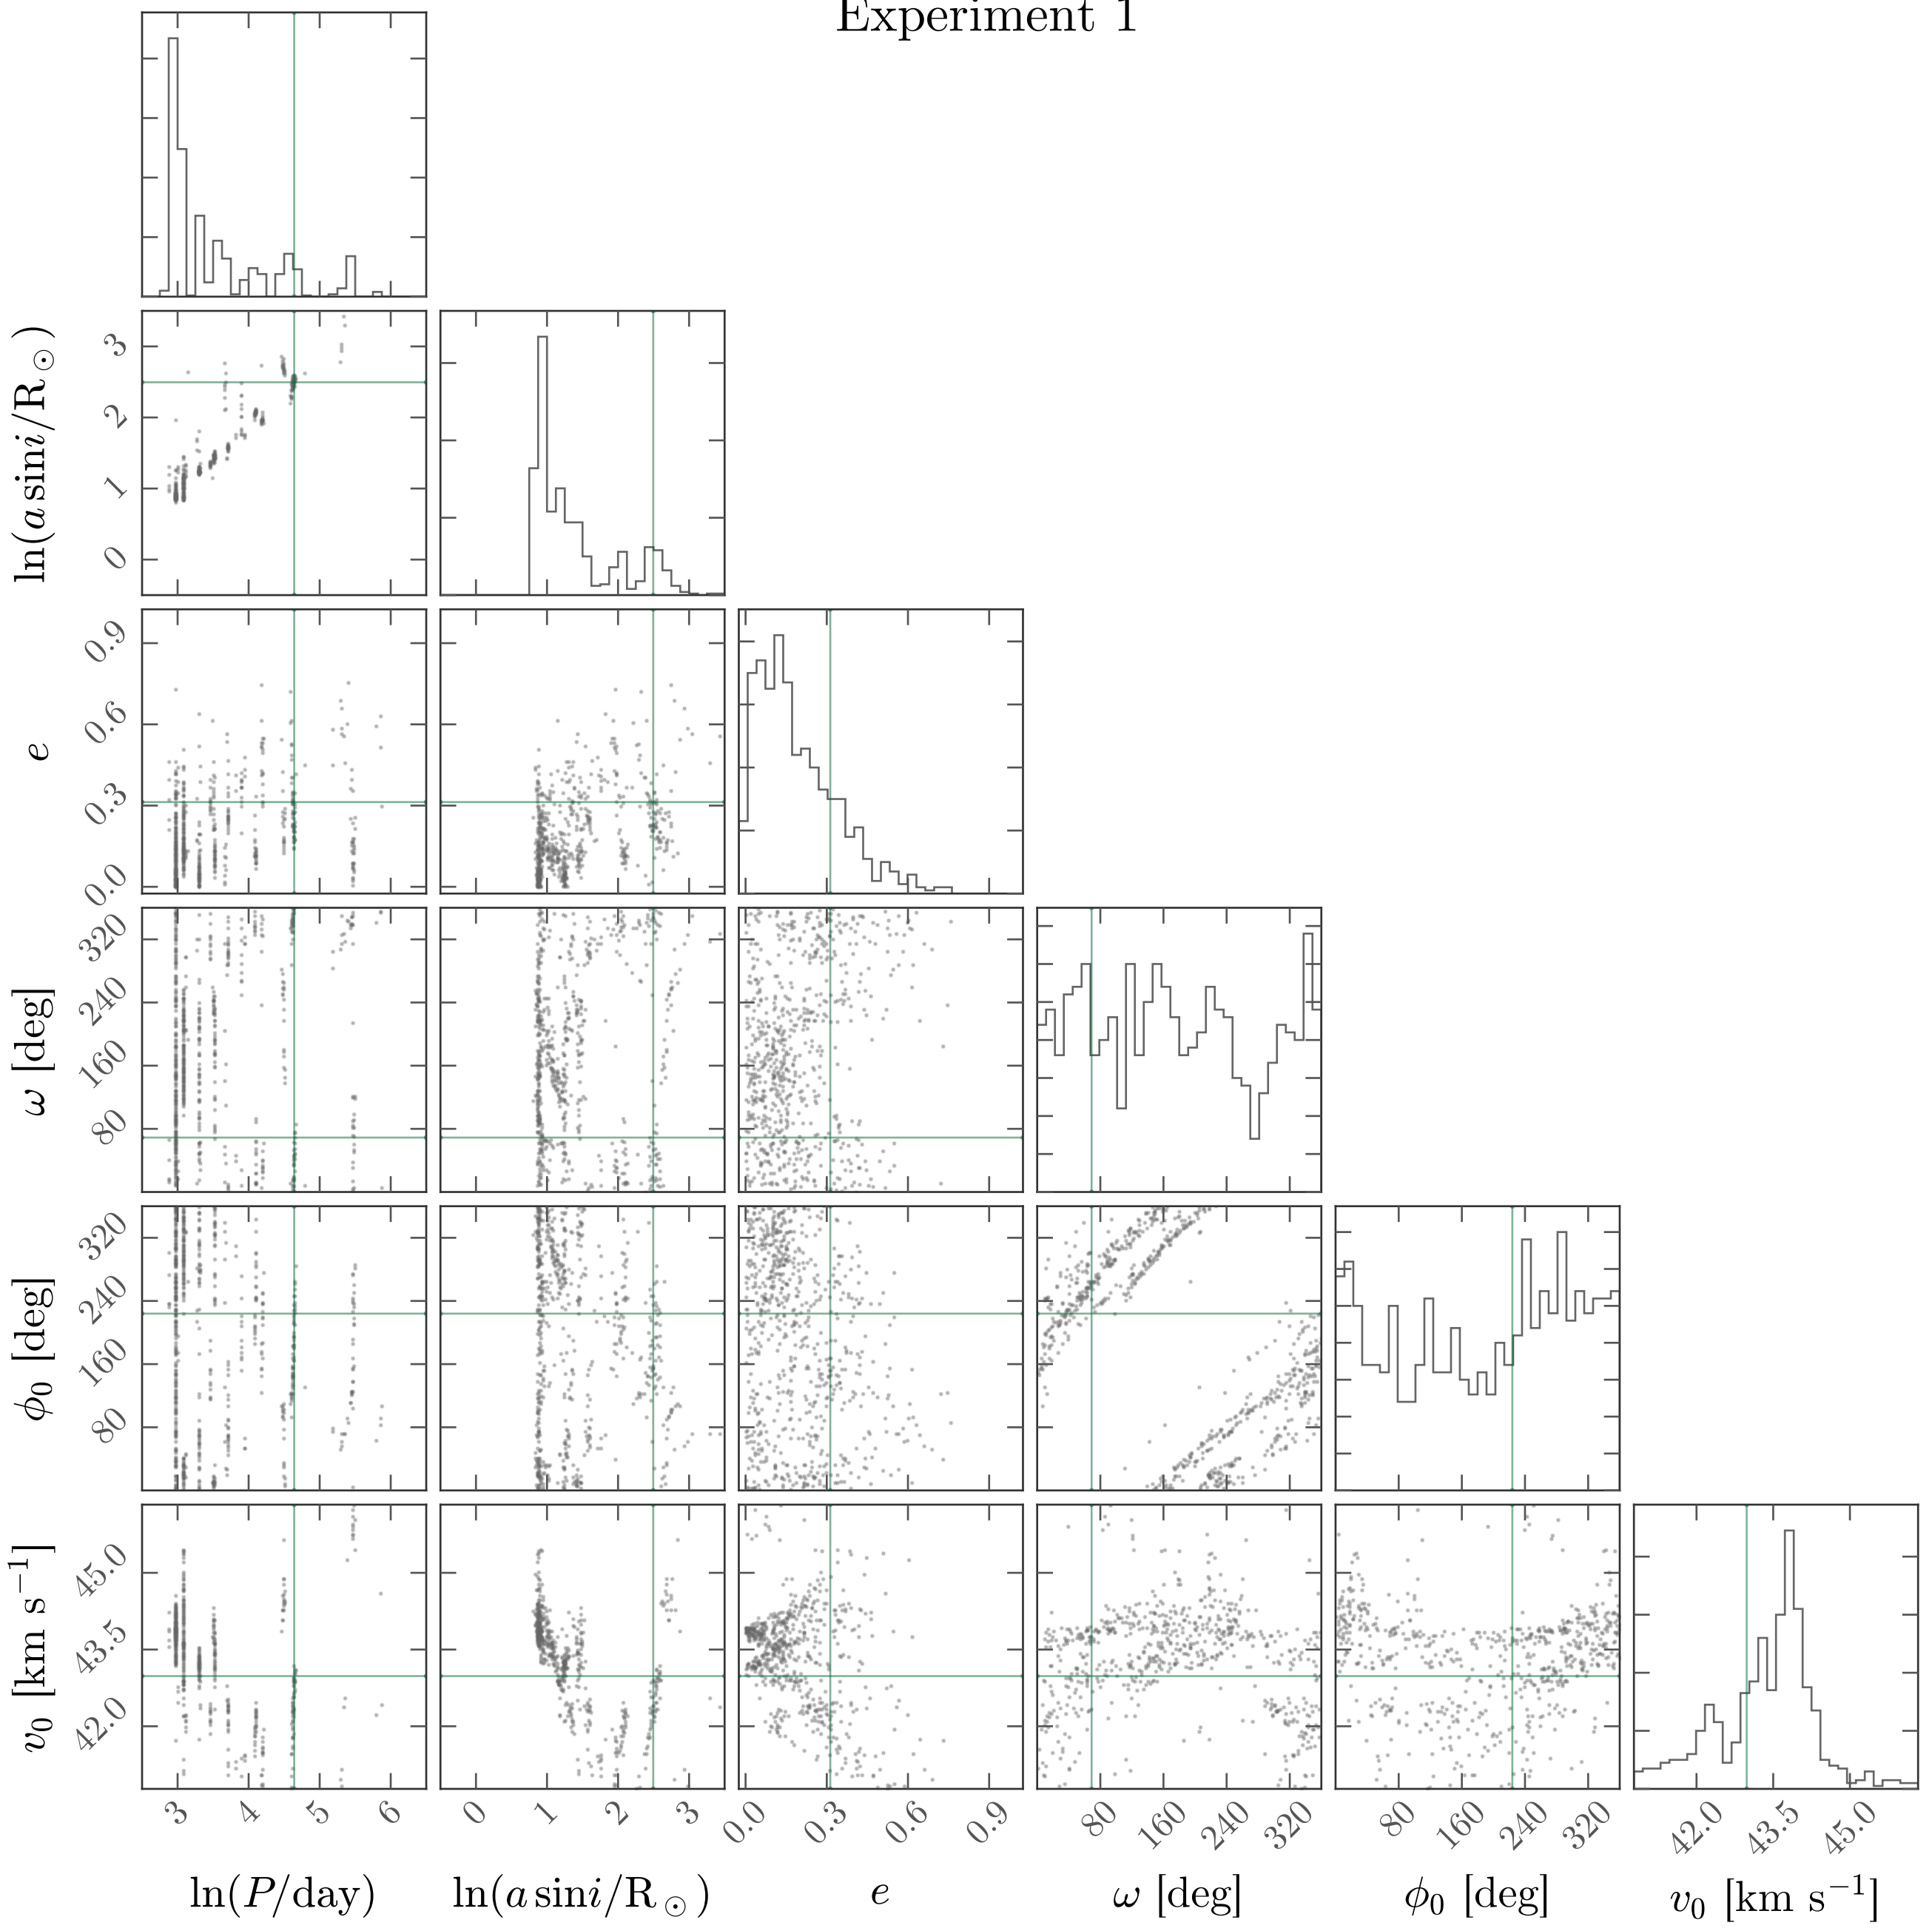 Experiment 1
ln(a sin i/R☉)
3
2
1
0
e
0.9
0.6
0.3
0.0
ω [deg]
320
240
160
80
ϕ₀ [deg]
320
240
160
80
v₀ [km s⁻¹]
45.0
43.5
42.0
3 4 5 6
0 1 2 3
0.0 0.3 0.6 0.9
80 160 240 320
80 160 240 320
42.0 43.5 45.0
ln(P/day) ln(a sin i/R☉) e ω [deg] ϕ₀ [deg] v₀ [km s⁻¹]